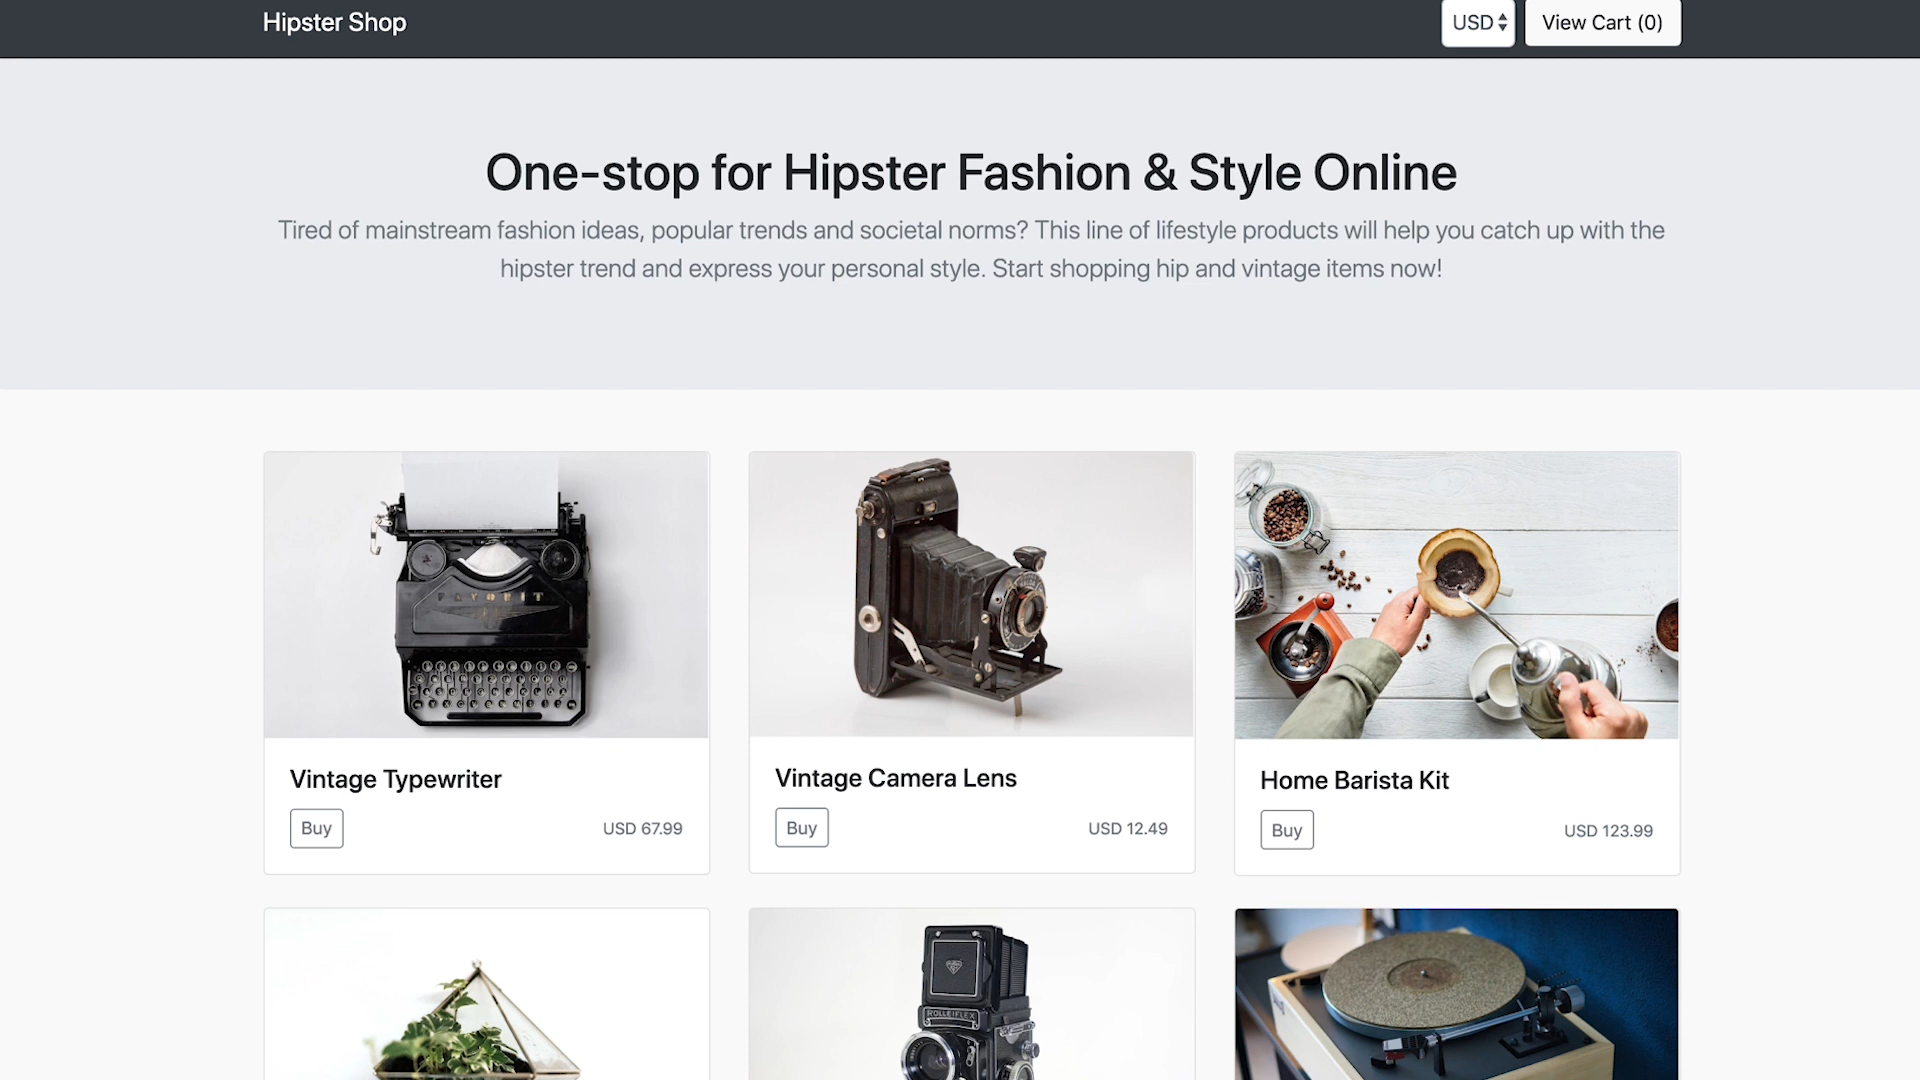 Hipster Shop
USD
View Cart (0)
One-stop for Hipster Fashion & Style Online
Tired of mainstream fashion ideas, popular trends and societal norms? This line of lifestyle products will help you catch up with the
hipster trend and express your personal style. Start shopping hip and vintage items now!
FAVORIT
Vintage Typewriter
Buy
USD 67.99
Vintage Camera Lens
Buy
USD 12.49
Home Barista Kit
Buy
USD 123.99
ROLLEIFLEX